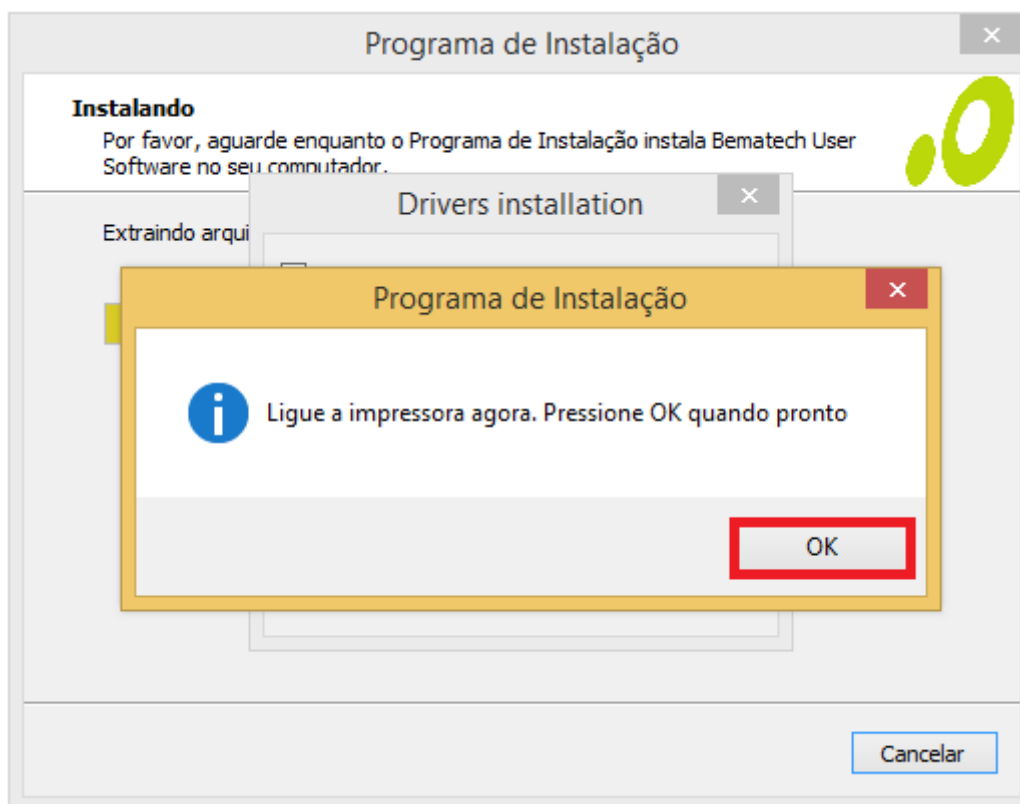 Programa de Instalação
Instalando
Por favor, aguarde enquanto o Programa de Instalação instala Bematech User
Software no seu computador.
Drivers installation
Extraindo arqui
Programa de Instalação
Ligue a impressora agora. Pressione OK quando pronto
OK
Cancelar